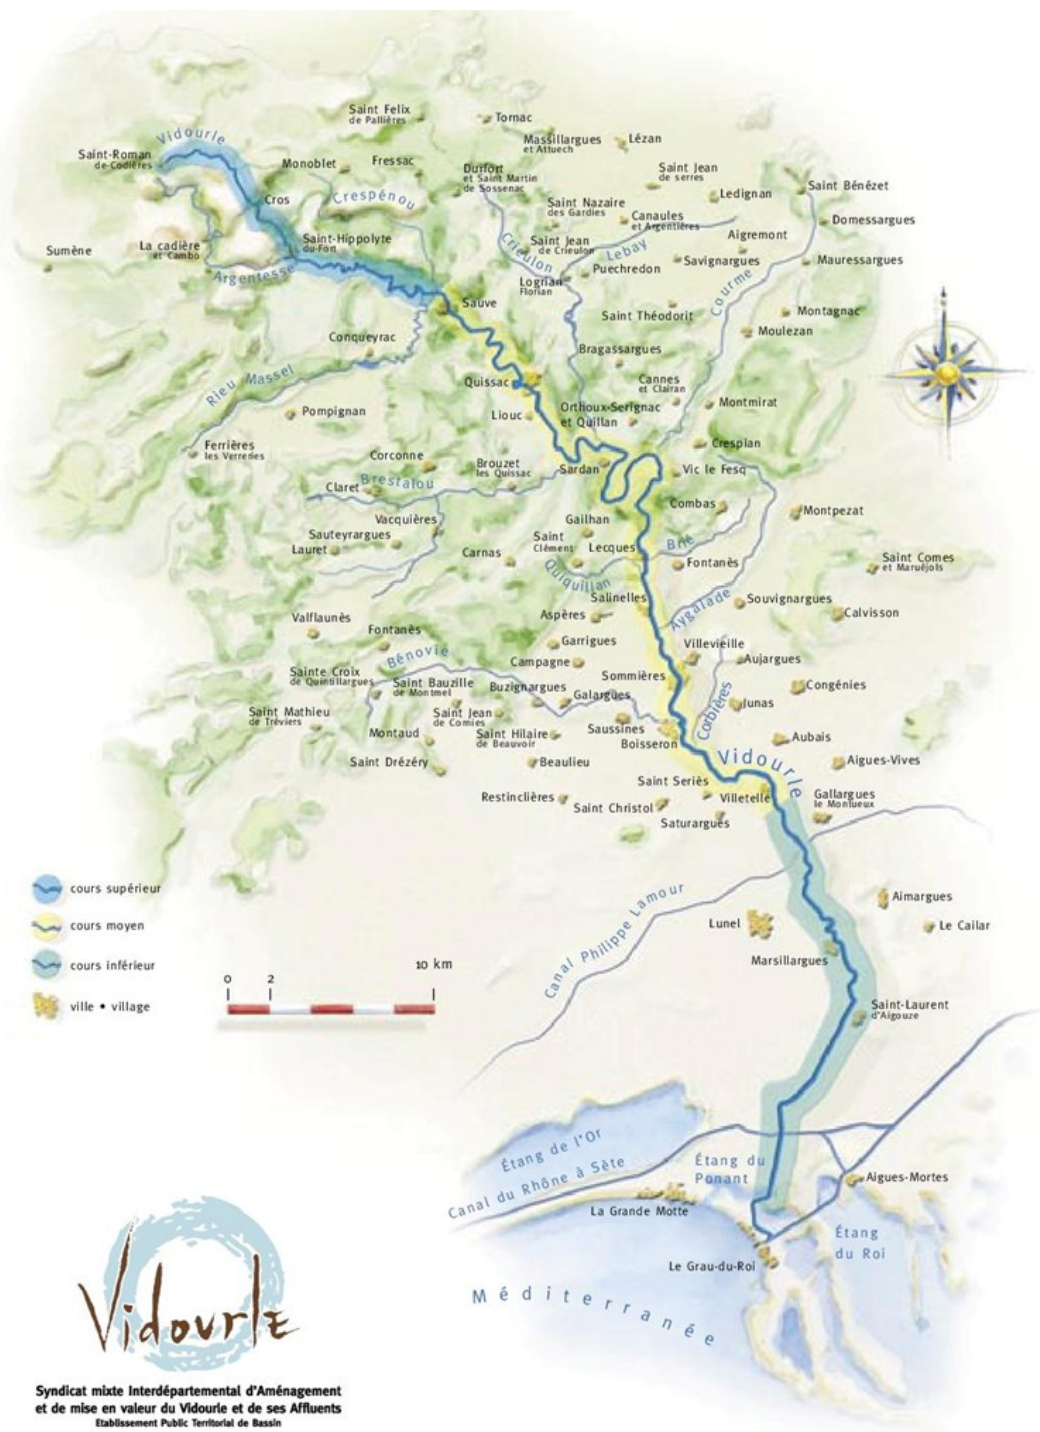 Saint Felix
de Pallières
Tornac
Massillargues
et Attuech
Lézan
Vidourle
Saint-Roman
de-Codières
Monoblet
Fressac
Durfort
et Saint Martin
de Sossenac
Saint Jean
de serres
Ledignan
Saint Bénézet
Cros
Crespénou
Saint Nazaire
des Gardies
Canaules
et Argentières
Domessargues
Sumène
La cadière
et Cambo
Saint-Hippolyte
du-Fort
Crieulon
Saint Jean
de Crieulon
Lebay
Aigremont
Argentesse
Logrian
Florian
Puechredon
Savignargues
Mauressargues
Courme
Sauve
Saint Théodorit
Montagnac
Moulezan
Conqueyrac
Bragassargues
Rieu Massel
Quissac
Cannes
et Clairan
Pompignan
Liouc
Orthoux-Serignac
et Quillan
Montmirat
Ferrières
les Verreries
Corconne
Brouzet
les Quissac
Sardan
Crespian
Vic le Fesq
Claret
Brestalou
Combas
Montpezat
Vacquières
Gailhan
Sauteyrargues
Lauret
Carnas
Saint
Clément
Lecques
Brié
Fontanès
Saint Comes
et Maruéjols
Quiquillan
Salinelles
Aygalade
Souvignargues
Calvisson
Valflaunès
Aspères
Fontanès
Garrigues
Villevieille
Bénovie
Campagne
Aujargues
Sainte Croix
de Quintillargues
Saint Bauzille
de Montmel
Buzignargues
Sommières
Congénies
Galargues
Corbières
Junas
Saint Mathieu
de Tréviers
Saint Jean
de Cornies
Montaud
Saint Hilaire
de Beauvoir
Saussines
Boisseron
Aubais
Saint Drézéry
Beaulieu
Vidourle
Aigues-Vives
Restinclières
Saint Seriès
Villetelle
Gallargues
le Montueux
Saint Christol
Saturargues
cours supérieur
cours moyen
cours inférieur
ville • village
0 2 10 km
Canal Philippe Lamour
Lunel
Aimargues
Le Cailar
Marsillargues
Saint-Laurent
d'Aigouze
Étang de l'Or
Canal du Rhône à Sète
Étang du
Ponant
Aigues-Mortes
La Grande Motte
Étang
du Roi
Le Grau-du-Roi
Méditerranée
Vidourle
Syndicat mixte Interdépartemental d'Aménagement
et de mise en valeur du Vidourle et de ses Affluents
Etablissement Public Territorial de Bassin